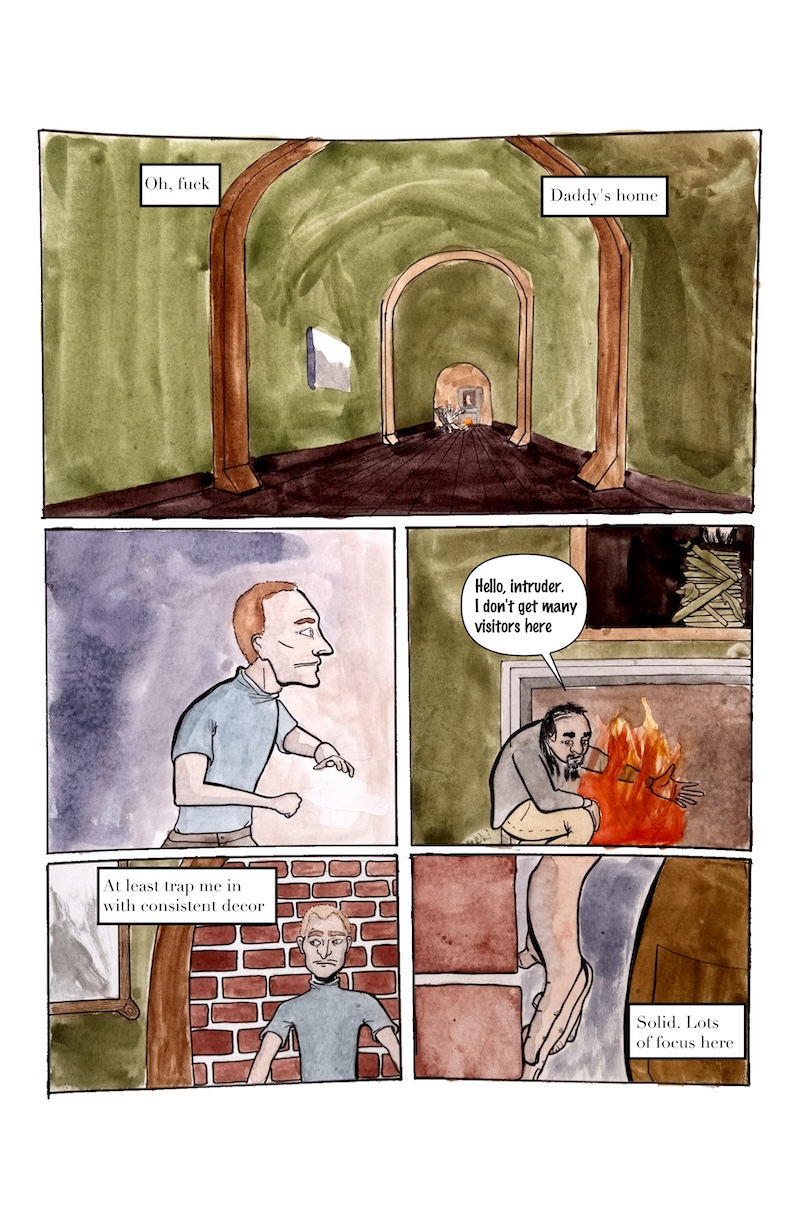 Oh, fuck
Daddy's home
Hello, intruder.
I don't get many
visitors here
At least trap me in
with consistent decor
Solid. Lots
of focus here